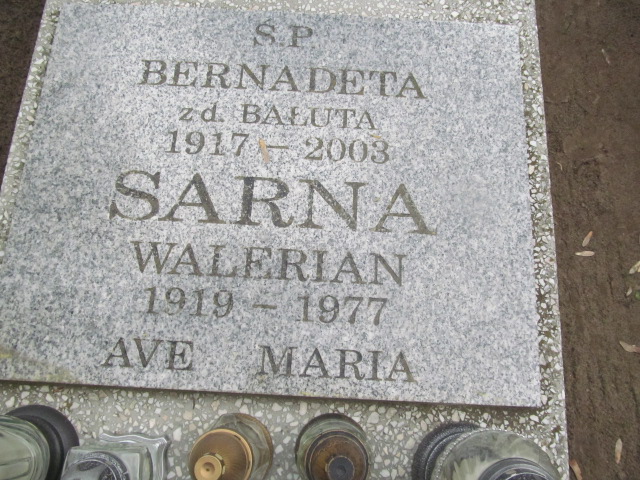 Ś.P.
BERNADETA
z d. BAŁUTA
1917 – 2003
SARNA
WALERIAN
1919 – 1977
AVE MARIA